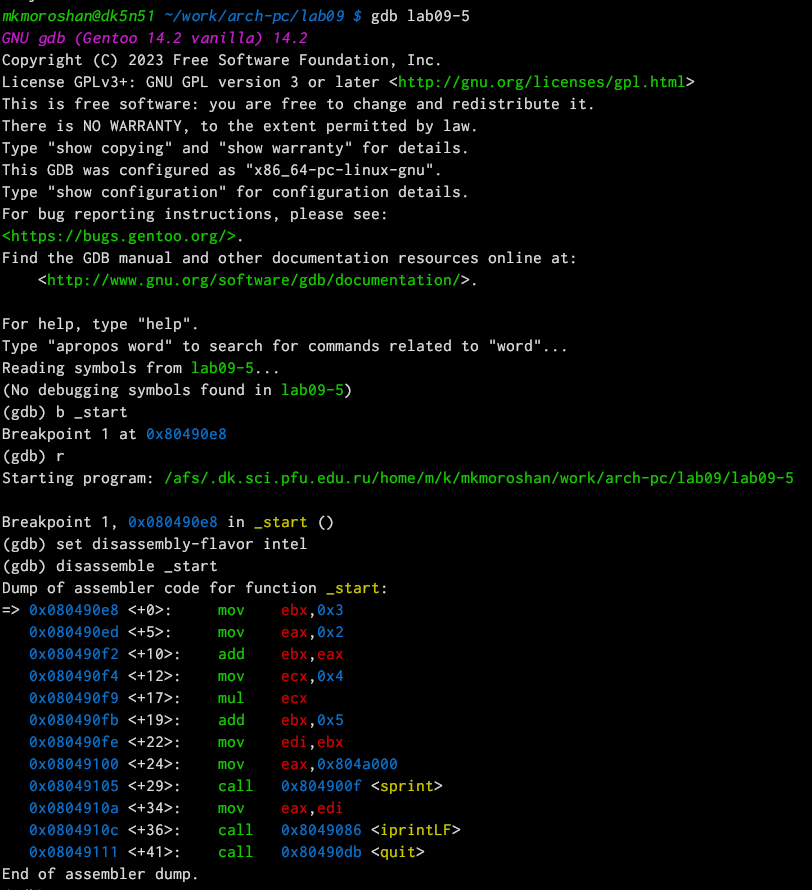 mkmoroshan@dk5n51 ~/work/arch-pc/lab09 $ gdb lab09-5
GNU gdb (Gentoo 14.2 vanilla) 14.2
Copyright (C) 2023 Free Software Foundation, Inc.
License GPLv3+: GNU GPL version 3 or later <http://gnu.org/licenses/gpl.html>
This is free software: you are free to change and redistribute it.
There is NO WARRANTY, to the extent permitted by law.
Type "show copying" and "show warranty" for details.
This GDB was configured as "x86_64-pc-linux-gnu".
Type "show configuration" for configuration details.
For bug reporting instructions, please see:
<https://bugs.gentoo.org/>.
Find the GDB manual and other documentation resources online at:
    <http://www.gnu.org/software/gdb/documentation/>.

For help, type "help".
Type "apropos word" to search for commands related to "word"...
Reading symbols from lab09-5...
(No debugging symbols found in lab09-5)
(gdb) b _start
Breakpoint 1 at 0x80490e8
(gdb) r
Starting program: /afs/.dk.sci.pfu.edu.ru/home/m/k/mkmoroshan/work/arch-pc/lab09/lab09-5

Breakpoint 1, 0x080490e8 in _start ()
(gdb) set disassembly-flavor intel
(gdb) disassemble _start
Dump of assembler code for function _start:
=> 0x080490e8 <+0>:     mov    ebx,0x3
   0x080490ed <+5>:     mov    eax,0x2
   0x080490f2 <+10>:    add    ebx,eax
   0x080490f4 <+12>:    mov    ecx,0x4
   0x080490f9 <+17>:    mul    ecx
   0x080490fb <+19>:    add    ebx,0x5
   0x080490fe <+22>:    mov    edi,ebx
   0x08049100 <+24>:    mov    eax,0x804a000
   0x08049105 <+29>:    call   0x804900f <sprint>
   0x0804910a <+34>:    mov    eax,edi
   0x0804910c <+36>:    call   0x8049086 <iprintLF>
   0x08049111 <+41>:    call   0x80490db <quit>
End of assembler dump.